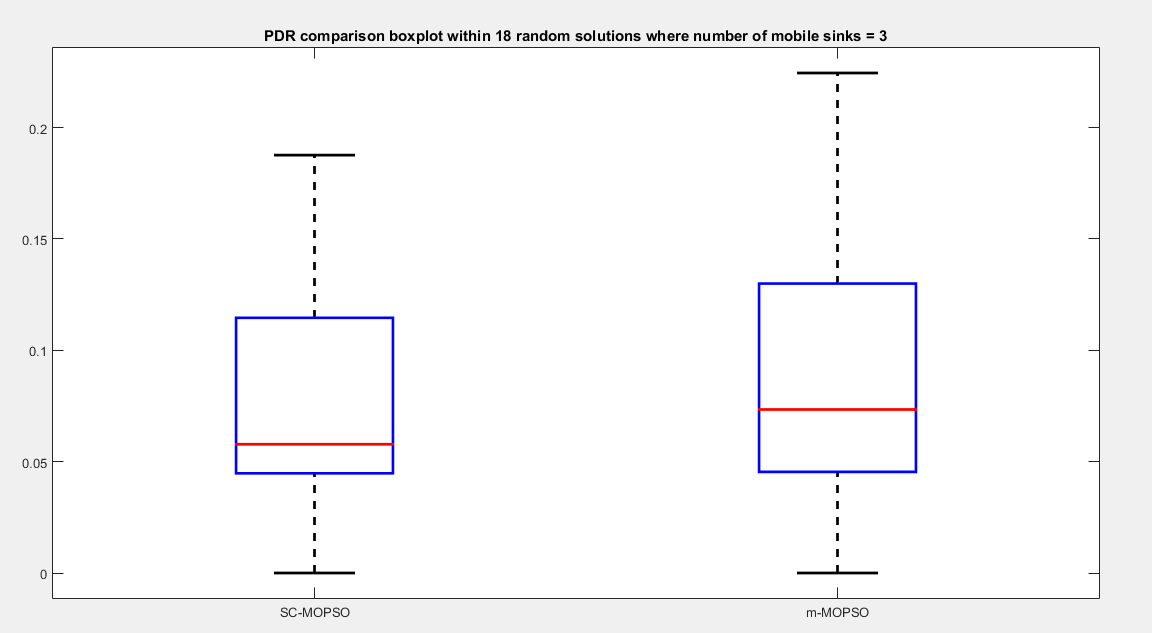 PDR comparison boxplot within 18 random solutions where number of mobile sinks = 3
0.2
0.15
0.1
0.05
0
SC-MOPSO m-MOPSO